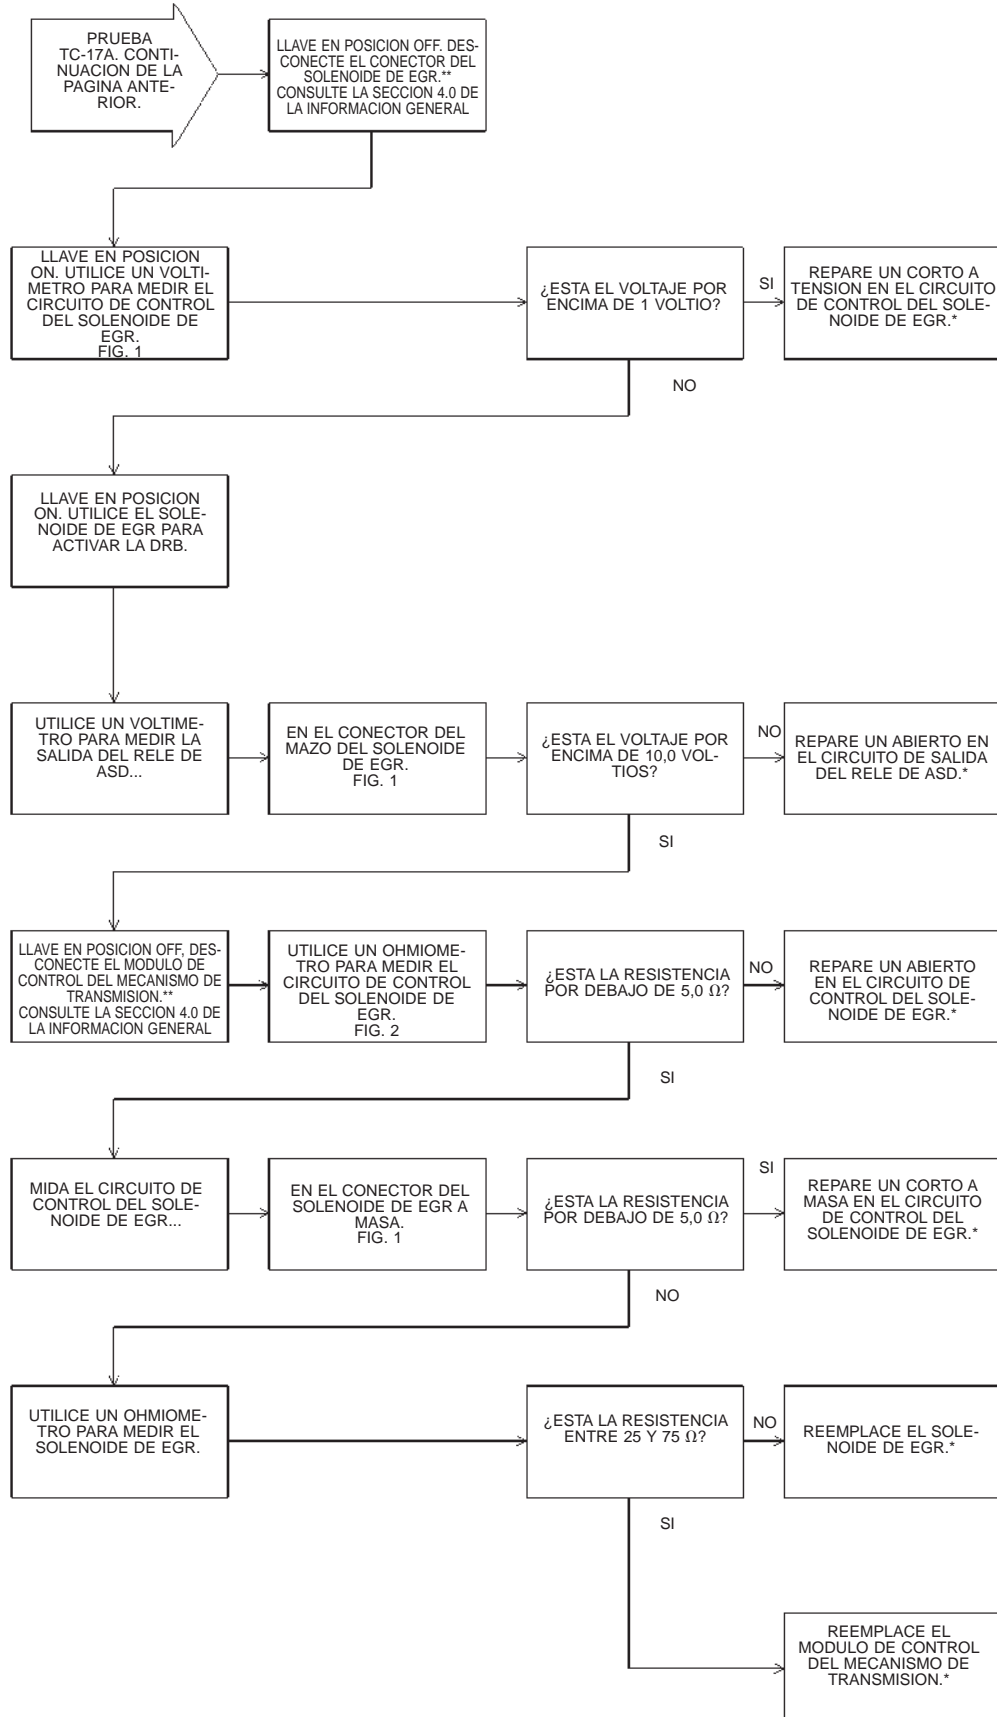 PRUEBA
TC-17A. CONTI-
NUACION DE LA
PAGINA ANTE-
RIOR.
LLAVE EN POSICION OFF. DES-
CONECTE EL CONECTOR DEL
SOLENOIDE DE EGR.**
CONSULTE LA SECCION 4.0 DE
LA INFORMACION GENERAL
LLAVE EN POSICION
ON. UTILICE UN VOLTI-
METRO PARA MEDIR EL
CIRCUITO DE CONTROL
DEL SOLENOIDE DE
EGR.
FIG. 1
¿ESTA EL VOLTAJE POR
ENCIMA DE 1 VOLTIO?
SI
REPARE UN CORTO A
TENSION EN EL CIRCUITO
DE CONTROL DEL SOLE-
NOIDE DE EGR.*
NO
LLAVE EN POSICION
ON. UTILICE EL SOLE-
NOIDE DE EGR PARA
ACTIVAR LA DRB.
UTILICE UN VOLTIME-
TRO PARA MEDIR LA
SALIDA DEL RELE DE
ASD...
EN EL CONECTOR DEL
MAZO DEL SOLENOIDE
DE EGR.
FIG. 1
¿ESTA EL VOLTAJE POR
ENCIMA DE 10,0 VOL-
TIOS?
NO
REPARE UN ABIERTO EN
EL CIRCUITO DE SALIDA
DEL RELE DE ASD.*
SI
LLAVE EN POSICION OFF, DES-
CONECTE EL MODULO DE
CONTROL DEL MECANISMO DE
TRANSMISION.**
CONSULTE LA SECCION 4.0 DE
LA INFORMACION GENERAL
UTILICE UN OHMIOME-
TRO PARA MEDIR EL
CIRCUITO DE CONTROL
DEL SOLENOIDE DE
EGR.
FIG. 2
¿ESTA LA RESISTENCIA
POR DEBAJO DE 5,0 Ω?
NO
REPARE UN ABIERTO
EN EL CIRCUITO DE
CONTROL DEL SOLE-
NOIDE DE EGR.*
SI
MIDA EL CIRCUITO DE
CONTROL DEL SOLE-
NOIDE DE EGR...
EN EL CONECTOR DEL
SOLENOIDE DE EGR A
MASA.
FIG. 1
¿ESTA LA RESISTENCIA
POR DEBAJO DE 5,0 Ω?
SI
REPARE UN CORTO A
MASA EN EL CIRCUITO
DE CONTROL DEL
SOLENOIDE DE EGR.*
NO
UTILICE UN OHMIOME-
TRO PARA MEDIR EL
SOLENOIDE DE EGR.
¿ESTA LA RESISTENCIA
ENTRE 25 Y 75 Ω?
NO
REEMPLACE EL SOLE-
NOIDE DE EGR.*
SI
REEMPLACE EL
MODULO DE CONTROL
DEL MECANISMO DE
TRANSMISION.*